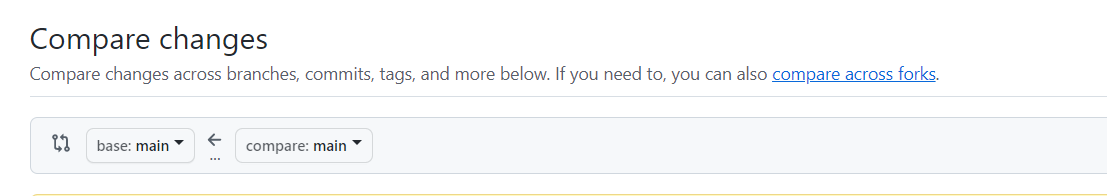 Compare changes
Compare changes across branches, commits, tags, and more below. If you need to, you can also compare across forks.
base: main ... compare: main